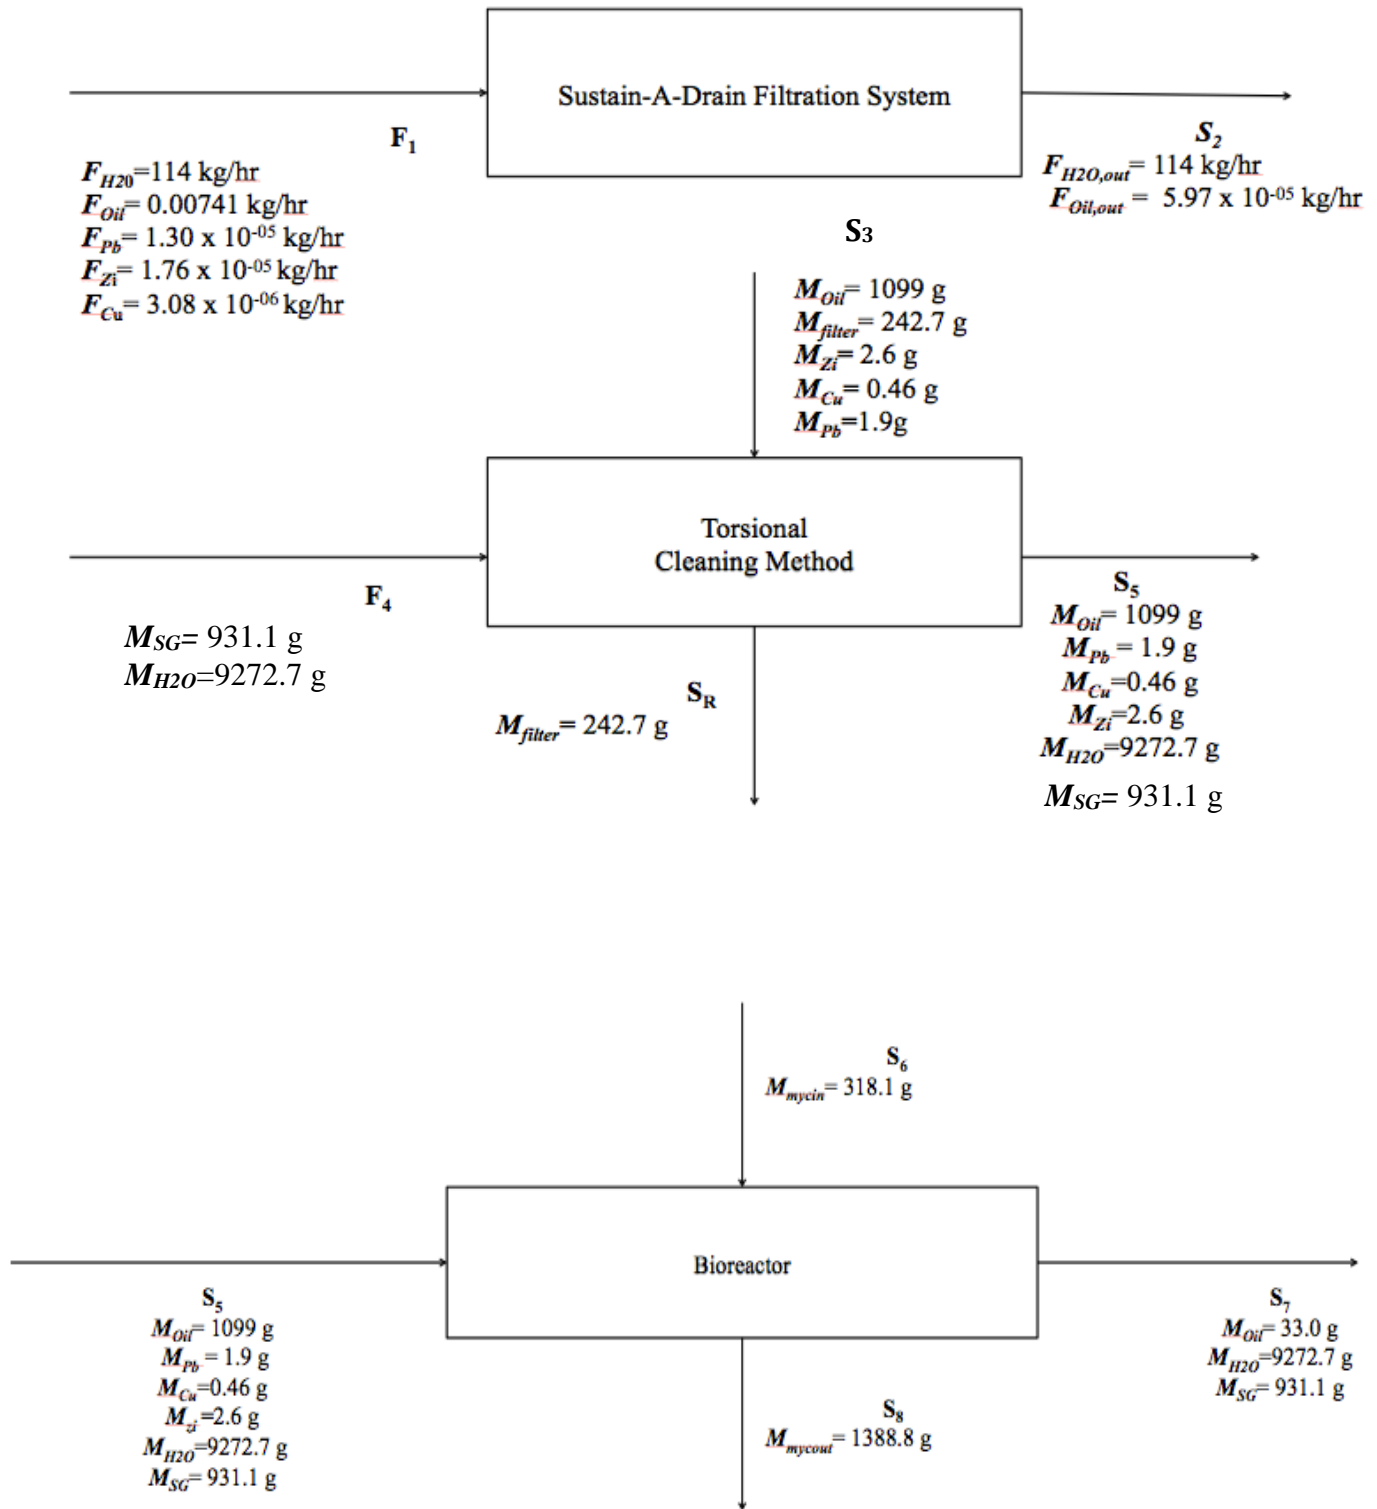 Sustain-A-Drain Filtration System
F1
FH20=114 kg/hr
FOil= 0.00741 kg/hr
FPb= 1.30 x 10-05 kg/hr
FZi= 1.76 x 10-05 kg/hr
FCu= 3.08 x 10-06 kg/hr
S2
FH2O,out= 114 kg/hr
FOil,out = 5.97 x 10-05 kg/hr
S3
MOil= 1099 g
Mfilter= 242.7 g
MZi= 2.6 g
MCu= 0.46 g
MPb=1.9g
Torsional
Cleaning Method
F4
MSG= 931.1 g
MH2O=9272.7 g
SR
Mfilter= 242.7 g
S5
MOil= 1099 g
MPb = 1.9 g
MCu=0.46 g
MZi=2.6 g
MH2O=9272.7 g
MSG= 931.1 g
S6
Mmycin= 318.1 g
Bioreactor
S5
MOil= 1099 g
MPb = 1.9 g
MCu=0.46 g
Mzi=2.6 g
MH2O=9272.7 g
MSG= 931.1 g
S7
MOil= 33.0 g
MH2O=9272.7 g
MSG= 931.1 g
S8
Mmycout= 1388.8 g